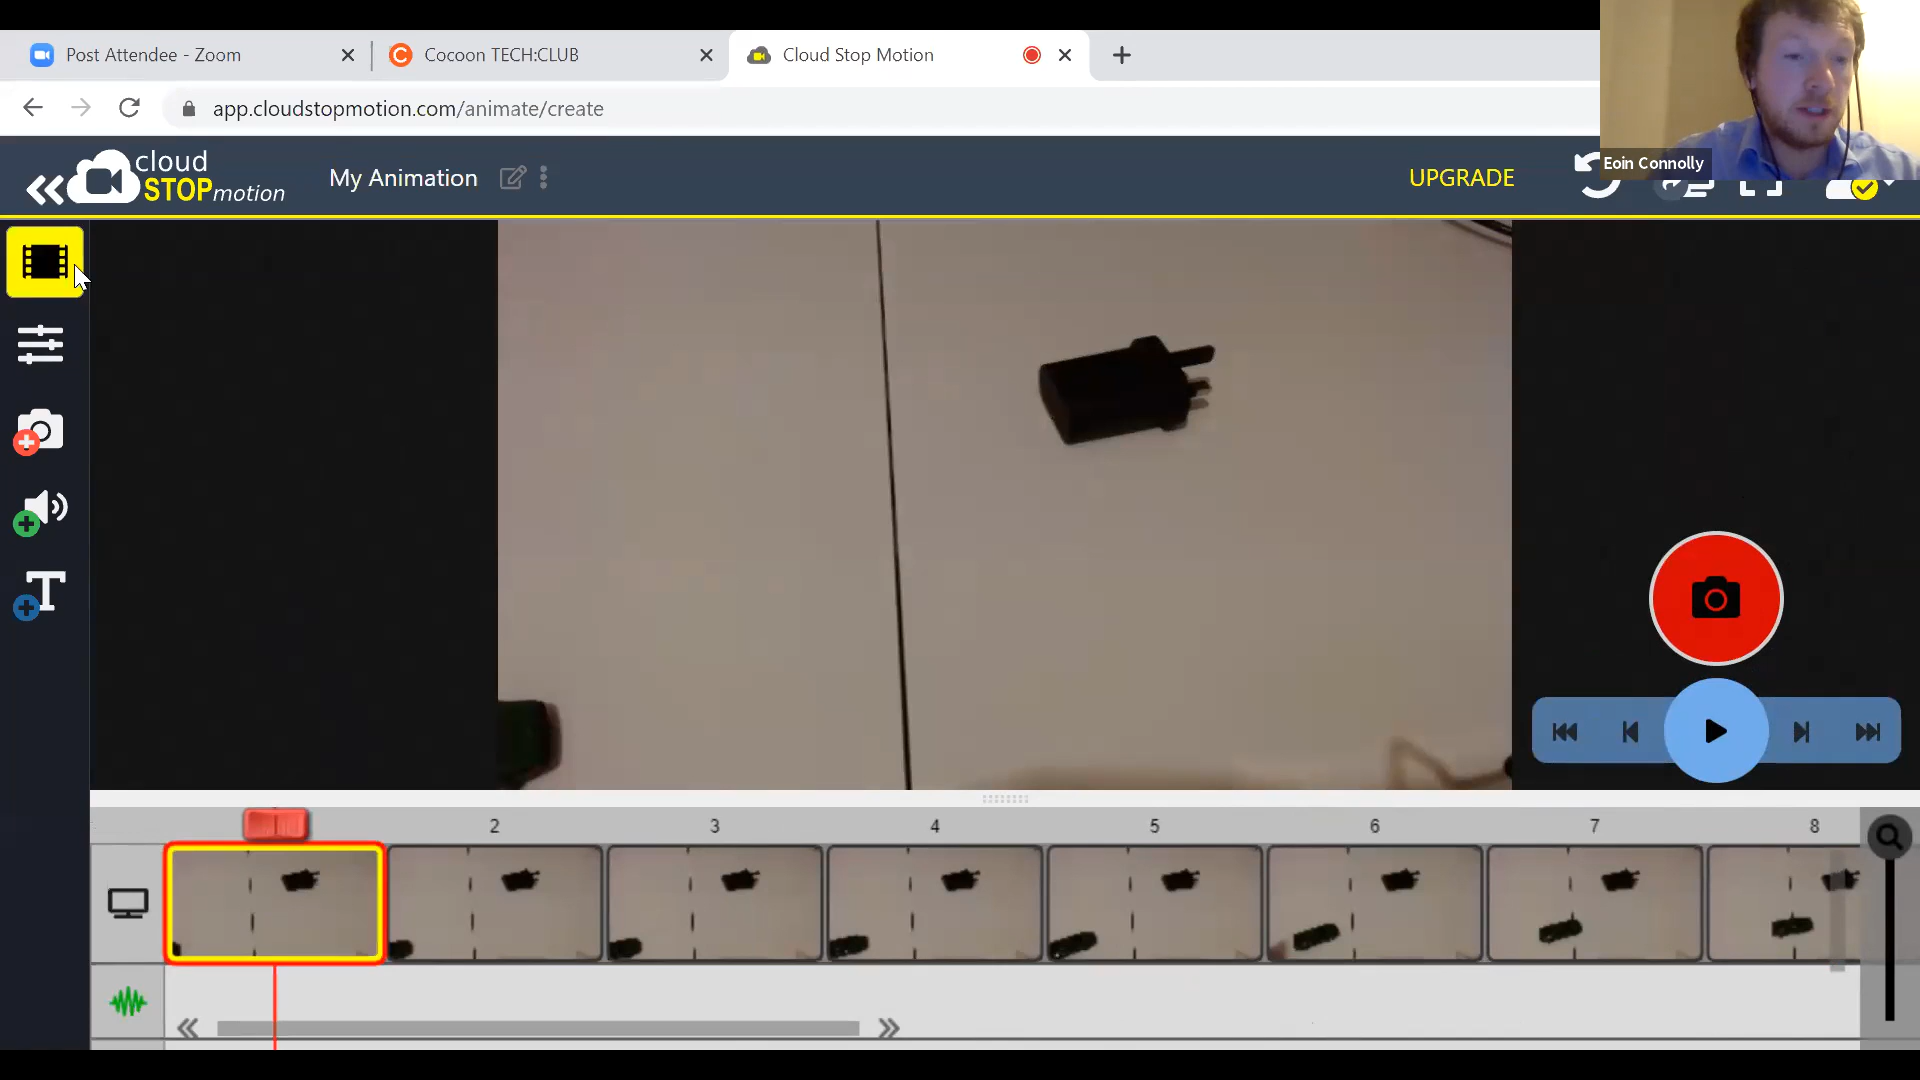 Post Attendee - Zoom
Cocoon TECH:CLUB
Cloud Stop Motion
app.cloudstopmotion.com/animate/create
cloud
STOPmotion
My Animation
UPGRADE
Eoin Connolly
2 3 4 5 6 7 8